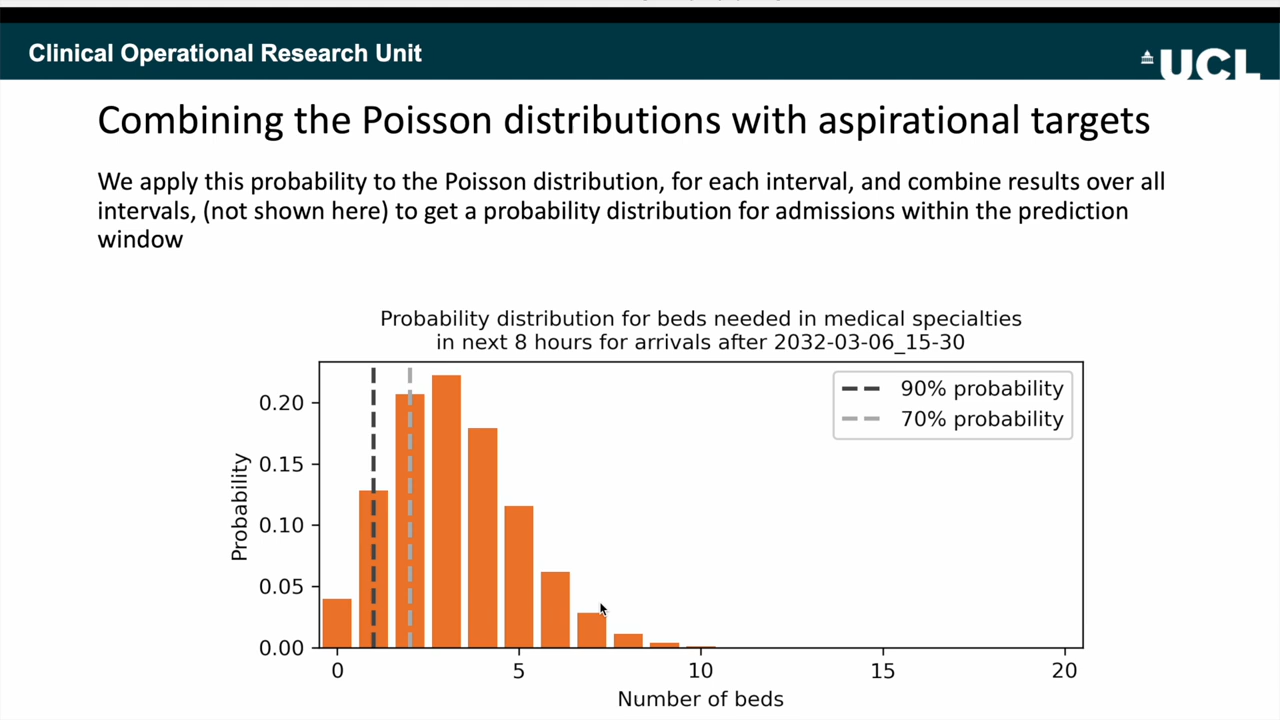 Clinical Operational Research Unit
UCL
Combining the Poisson distributions with aspirational targets
We apply this probability to the Poisson distribution, for each interval, and combine results over all
intervals, (not shown here) to get a probability distribution for admissions within the prediction
window
Probability distribution for beds needed in medical specialties
in next 8 hours for arrivals after 2032-03-06_15-30
90% probability
70% probability
Probability
0.20
0.15
0.10
0.05
0.00
0 5 10 15 20
Number of beds